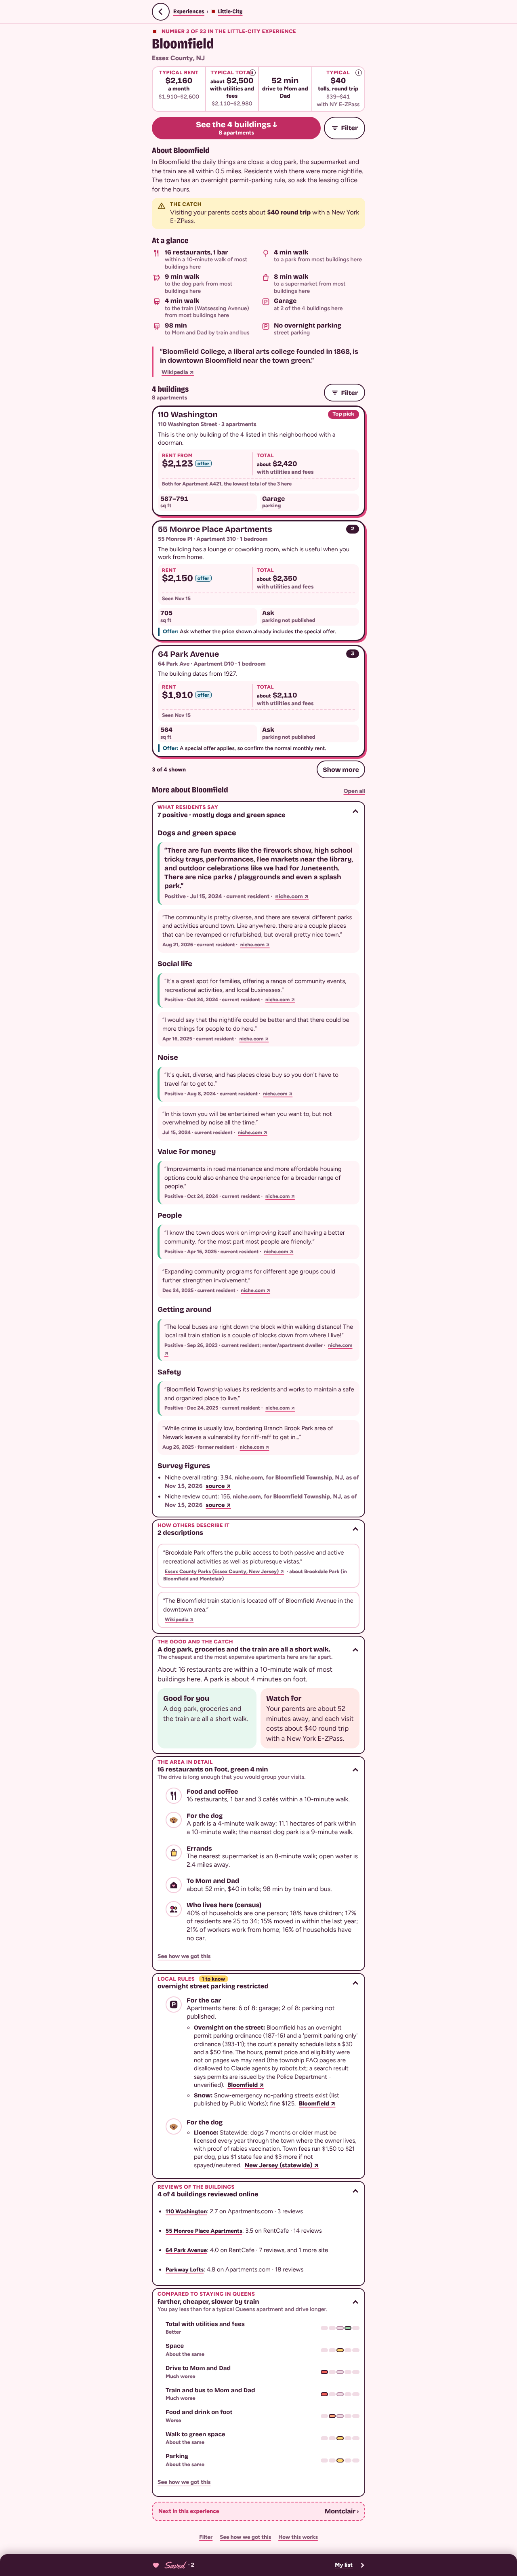 Experiences › Little-City
NUMBER 3 OF 23 IN THE LITTLE-CITY EXPERIENCE
Bloomfield
Essex County, NJ
TYPICAL RENT
$2,160
a month
$1,910–$2,600
TYPICAL TOTAL
about $2,500
with utilities and
fees
$2,110–$2,980
52 min
drive to Mom and
Dad
TYPICAL
$40
tolls, round trip
$39–$41
with NY E-ZPass
See the 4 buildings ↓
8 apartments
Filter
About Bloomfield
In Bloomfield the daily things are close: a dog park, the supermarket and
the train are all within 0.5 miles. Residents wish there were more nightlife.
The town has an overnight permit-parking rule, so ask the leasing office
for the hours.
THE CATCH
Visiting your parents costs about $40 round trip with a New York
E-ZPass.
At a glance
16 restaurants, 1 bar
within a 10-minute walk of most
buildings here
4 min walk
to a park from most buildings here
9 min walk
to the dog park from most
buildings here
8 min walk
to a supermarket from most
buildings here
4 min walk
to the train (Watsessing Avenue)
from most buildings here
Garage
at 2 of the 4 buildings here
98 min
to Mom and Dad by train and bus
No overnight parking
street parking
"Bloomfield College, a liberal arts college founded in 1868, is
in downtown Bloomfield near the town green."
Wikipedia ↗
4 buildings
8 apartments
Filter
110 Washington
Top pick
110 Washington Street · 3 apartments
This is the only building of the 4 listed in this neighborhood with a
doorman.
RENT FROM
$2,123 offer
TOTAL
about $2,420
with utilities and fees
Both for Apartment A421, the lowest total of the 3 here
587–791
sq ft
Garage
parking
55 Monroe Place Apartments
2
55 Monroe Pl · Apartment 310 · 1 bedroom
The building has a lounge or coworking room, which is useful when you
work from home.
RENT
$2,150 offer
TOTAL
about $2,350
with utilities and fees
Seen Nov 15
705
sq ft
Ask
parking not published
Offer: Ask whether the price shown already includes the special offer.
64 Park Avenue
3
64 Park Ave · Apartment D10 · 1 bedroom
The building dates from 1927.
RENT
$1,910 offer
TOTAL
about $2,110
with utilities and fees
Seen Nov 15
564
sq ft
Ask
parking not published
Offer: A special offer applies, so confirm the normal monthly rent.
3 of 4 shown
Show more
More about Bloomfield
Open all
WHAT RESIDENTS SAY
7 positive · mostly dogs and green space
Dogs and green space
"There are fun events like the firework show, high school
tricky trays, performances, flee markets near the library,
and outdoor celebrations like we had for Juneteenth.
There are nice parks / playgrounds and even a splash
park."
Positive · Jul 15, 2024 · current resident · niche.com ↗
"The community is pretty diverse, and there are several different parks
and activities around town. Like anywhere, there are a couple places
that can be revamped or refurbished, but overall pretty nice town."
Aug 21, 2026 · current resident · niche.com ↗
Social life
"It's a great spot for families, offering a range of community events,
recreational activities, and local businesses."
Positive · Oct 24, 2024 · current resident · niche.com ↗
"I would say that the nightlife could be better and that there could be
more things for people to do here."
Apr 16, 2025 · current resident · niche.com ↗
Noise
"It's quiet, diverse, and has places close buy so you don't have to
travel far to get to."
Positive · Aug 8, 2024 · current resident · niche.com ↗
"In this town you will be entertained when you want to, but not
overwhelmed by noise all the time."
Jul 15, 2024 · current resident · niche.com ↗
Value for money
"Improvements in road maintenance and more affordable housing
options could also enhance the experience for a broader range of
people."
Positive · Oct 24, 2024 · current resident · niche.com ↗
People
"I know the town does work on improving itself and having a better
community. for the most part most people are friendly."
Positive · Apr 16, 2025 · current resident · niche.com ↗
"Expanding community programs for different age groups could
further strengthen involvement."
Dec 24, 2025 · current resident · niche.com ↗
Getting around
"The local buses are right down the block within walking distance! The
local rail train station is a couple of blocks down from where I live!"
Positive · Sep 26, 2023 · current resident; renter/apartment dweller · niche.com
↗
Safety
"Bloomfield Township values its residents and works to maintain a safe
and organized place to live."
Positive · Dec 24, 2025 · current resident · niche.com ↗
"While crime is usually low, bordering Branch Brook Park area of
Newark leaves a vulnerability for riff-raff to get in..."
Aug 26, 2025 · former resident · niche.com ↗
Survey figures
• Niche overall rating: 3.94. niche.com, for Bloomfield Township, NJ, as of
Nov 15, 2026 source ↗
• Niche review count: 156. niche.com, for Bloomfield Township, NJ, as of
Nov 15, 2026 source ↗
HOW OTHERS DESCRIBE IT
2 descriptions
"Brookdale Park offers the public access to both passive and active
recreational activities as well as picturesque vistas."
Essex County Parks (Essex County, New Jersey) ↗ · about Brookdale Park (in
Bloomfield and Montclair)
"The Bloomfield train station is located off of Bloomfield Avenue in the
downtown area."
Wikipedia ↗
THE GOOD AND THE CATCH
A dog park, groceries and the train are all a short walk.
The cheapest and the most expensive apartments here are far apart.
About 16 restaurants are within a 10-minute walk of most
buildings here. A park is about 4 minutes on foot.
Good for you
A dog park, groceries and
the train are all a short walk.
Watch for
Your parents are about 52
minutes away, and each visit
costs about $40 round trip
with a New York E-ZPass.
THE AREA IN DETAIL
16 restaurants on foot, green 4 min
The drive is long enough that you would group your visits.
Food and coffee
16 restaurants, 1 bar and 3 cafés within a 10-minute walk.
For the dog
A park is a 4-minute walk away; 11.1 hectares of park within
a 10-minute walk; the nearest dog park is a 9-minute walk.
Errands
The nearest supermarket is an 8-minute walk; open water is
2.4 miles away.
To Mom and Dad
about 52 min, $40 in tolls; 98 min by train and bus.
Who lives here (census)
40% of households are one person; 18% have children; 17%
of residents are 25 to 34; 15% moved in within the last year;
21% of workers work from home; 16% of households have
no car.
See how we got this
LOCAL RULES 1 to know
overnight street parking restricted
For the car
Apartments here: 6 of 8: garage; 2 of 8: parking not
published.
Overnight on the street: Bloomfield has an overnight
permit parking ordinance (187-16) and a 'permit parking only'
ordinance (393-11); the court's penalty schedule lists a $30
and a $50 fine. The hours, permit price and eligibility were
not on pages we may read (the township FAQ pages are
disallowed to Claude agents by robots.txt; a search result
says permits are issued by the Police Department -
unverified). Bloomfield ↗
Snow: Snow-emergency no-parking streets exist (list
published by Public Works); fine $125. Bloomfield ↗
For the dog
Licence: Statewide: dogs 7 months or older must be
licensed every year through the town where the owner lives,
with proof of rabies vaccination. Town fees run $1.50 to $21
per dog, plus $1 state fee and $3 more if not
spayed/neutered. New Jersey (statewide) ↗
REVIEWS OF THE BUILDINGS
4 of 4 buildings reviewed online
• 110 Washington: 2.7 on Apartments.com · 3 reviews
• 55 Monroe Place Apartments: 3.5 on RentCafe · 14 reviews
• 64 Park Avenue: 4.0 on RentCafe · 7 reviews, and 1 more site
• Parkway Lofts: 4.8 on Apartments.com · 18 reviews
COMPARED TO STAYING IN QUEENS
farther, cheaper, slower by train
You pay less than for a typical Queens apartment and drive longer.
Total with utilities and fees
Better
Space
About the same
Drive to Mom and Dad
Much worse
Train and bus to Mom and Dad
Much worse
Food and drink on foot
Worse
Walk to green space
About the same
Parking
About the same
See how we got this
Next in this experience
Montclair ›
Filter See how we got this How this works
Saved · 2
My list